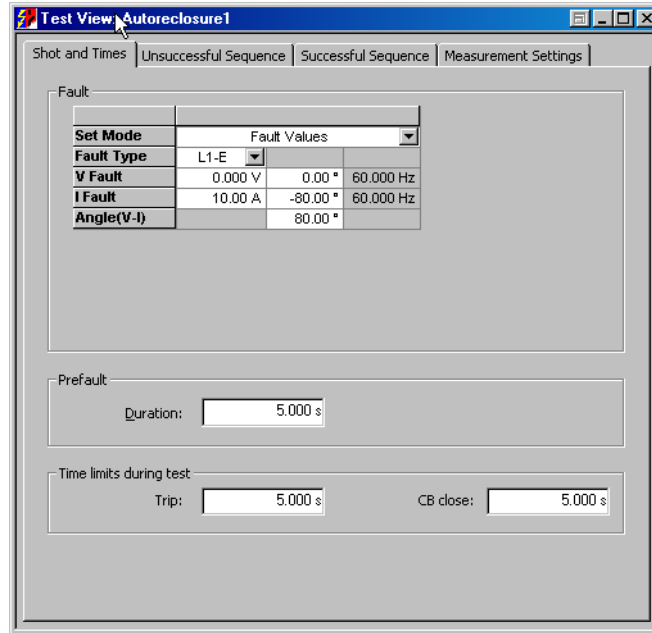 Test View: Autoreclosure1
Shot and Times Unsuccessful Sequence Successful Sequence Measurement Settings
Fault
Set Mode Fault Values
Fault Type L1-E
V Fault 0.000 V 0.00 ° 60.000 Hz
I Fault 10.00 A -80.00 ° 60.000 Hz
Angle(V-I) 80.00 °
Prefault
Duration: 5.000 s
Time limits during test
Trip: 5.000 s CB close: 5.000 s